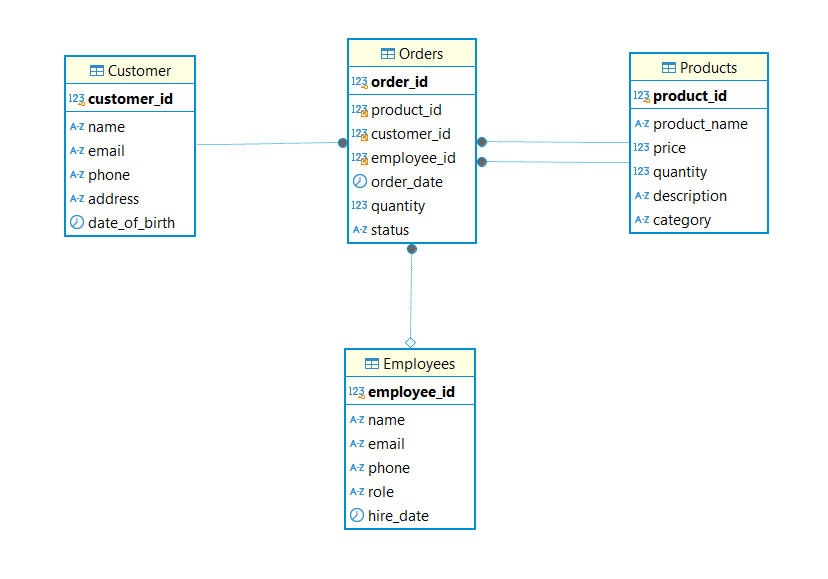 Customer
123 customer_id
A-Z name
A-Z email
A-Z phone
A-Z address
date_of_birth
Orders
123 order_id
123 product_id
123 customer_id
123 employee_id
order_date
123 quantity
A-Z status
Products
123 product_id
A-Z product_name
123 price
123 quantity
A-Z description
A-Z category
Employees
123 employee_id
A-Z name
A-Z email
A-Z phone
A-Z role
hire_date